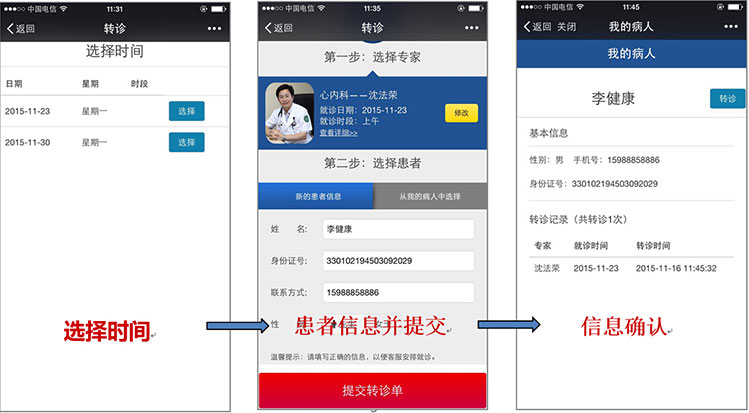 ●●●○○ 中国电信 11:31
返回 转诊 •••
选择时间
日期 星期 时段
2015-11-23 星期一 选择
2015-11-30 星期一 选择
选择时间
●●●○○ 中国电信 11:35
返回 转诊 •••
第一步：选择专家
心内科——沈法荣
就诊日期：2015-11-23
就诊时段：上午
查看详细>>
修改
第二步：选择患者
新的患者信息 从我的病人中选择
姓 名: 李健康
身份证号: 330102194503092029
联系方式: 15988858886
性
患者信息并提交
温馨提示：请填写正确的信息，以便客服安排就诊。
提交转诊单
●●●○○ 中国电信 11:45
返回 关闭 我的病人 •••
我的病人
李健康 转诊
基本信息
性别：男 手机号：15988858886
身份证号：330102194503092029
转诊记录（共转诊1次）
专家 就诊时间 转诊时间
沈法荣 2015-11-23 2015-11-16 11:45:32
信息确认